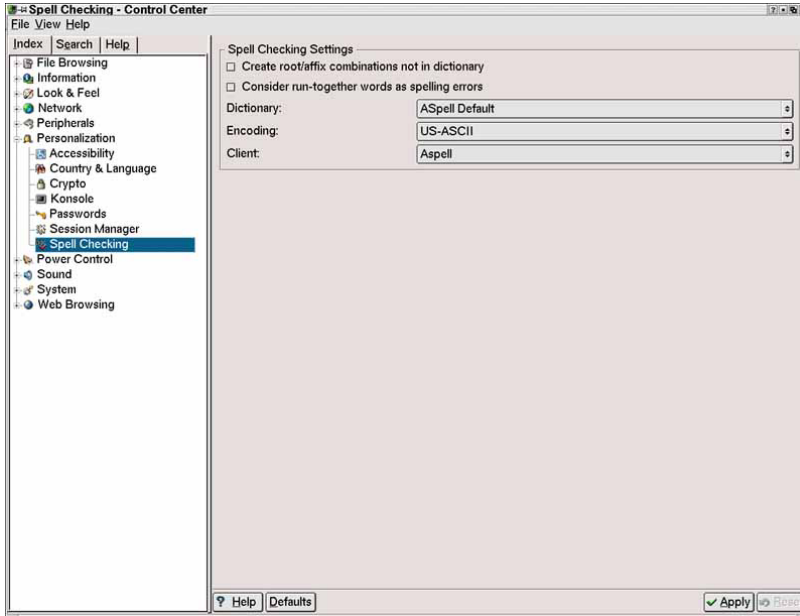 Spell Checking - Control Center
File View Help
Index Search Help
File Browsing
Information
Look & Feel
Network
Peripherals
Personalization
Accessibility
Country & Language
Crypto
Konsole
Passwords
Session Manager
Spell Checking
Power Control
Sound
System
Web Browsing
Spell Checking Settings
Create root/affix combinations not in dictionary
Consider run-together words as spelling errors
Dictionary: ASpell Default
Encoding: US-ASCII
Client: Aspell
? Help Defaults Apply Reset